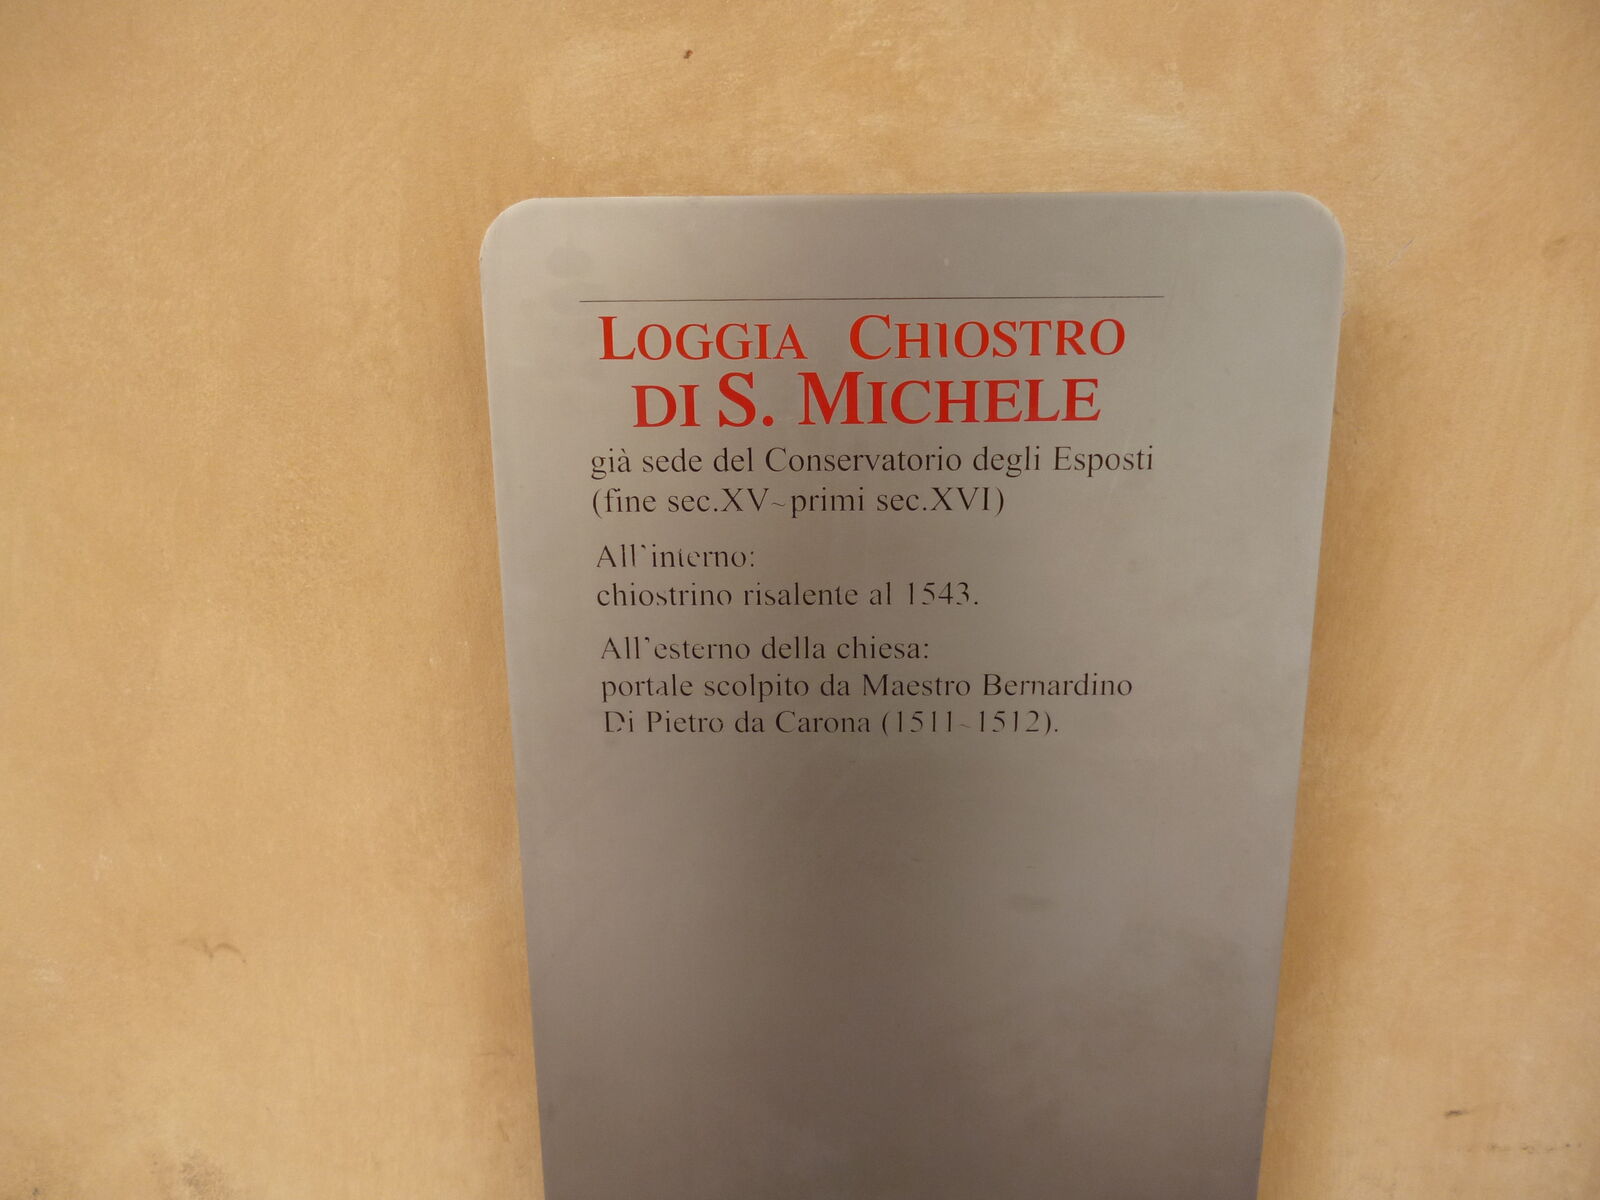 LOGGIA CHIOSTRO
DI S. MICHELE
già sede del Conservatorio degli Esposti
(fine sec.XV~primi sec.XVI)
All'interno:
chiostrino risalente al 1543.
All'esterno della chiesa:
portale scolpito da Maestro Bernardino
Di Pietro da Carona (1511~1512).